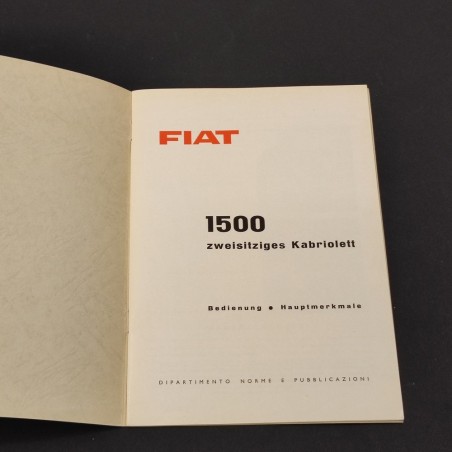 FIAT
1500
zweisitziges Kabriolett
Bedienung • Hauptmerkmale
DIPARTIMENTO NORME E PUBBLICAZIONI